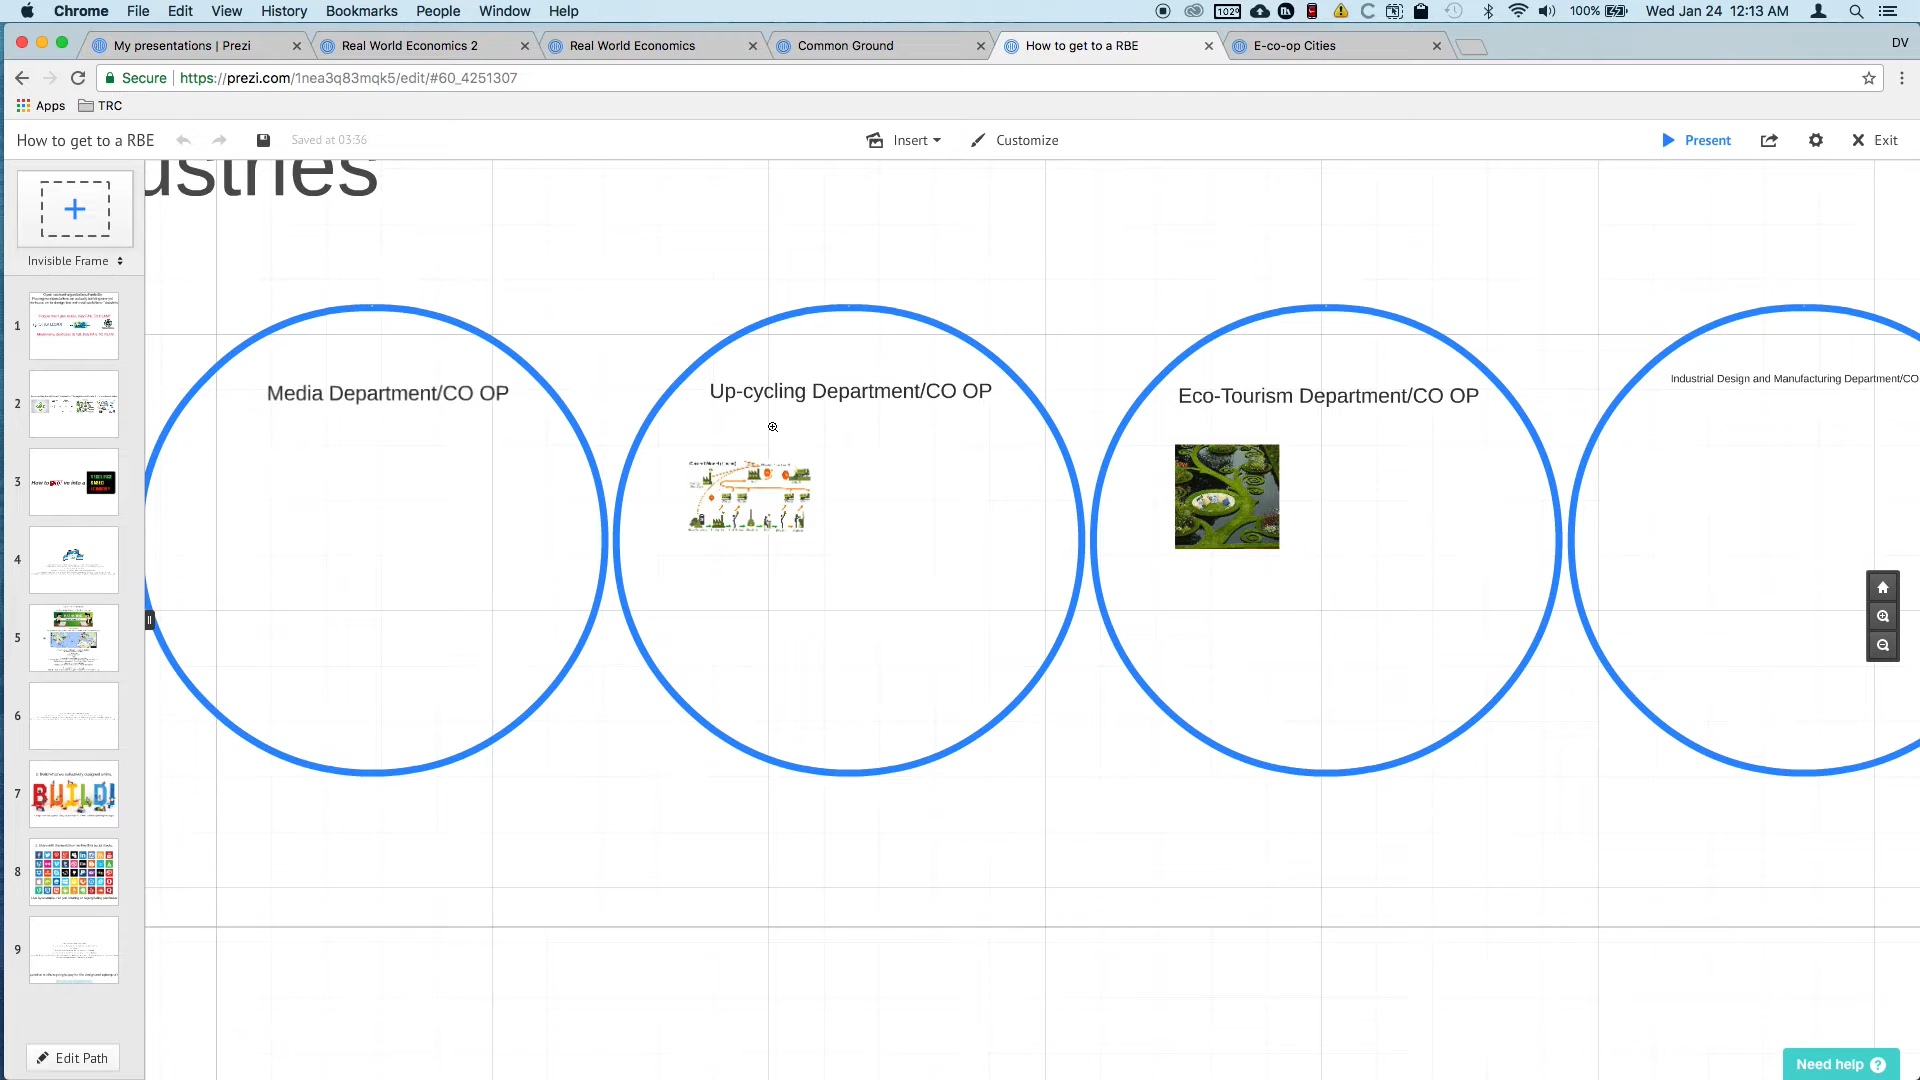 Chrome File Edit View History Bookmarks People Window Help 100% Wed Jan 24 12:13 AM
My presentations | Prezi Real World Economics 2 Real World Economics Common Ground How to get to a RBE E-co-op Cities DV
Secure https://prezi.com/1nea3q83mqk5/edit/#60_4251307
Apps TRC
How to get to a RBE Saved at 03:36 Insert Customize Present Exit
ustries
Invisible Frame
1
2
3
4
5
6
7
BUILD!
8
9
Media Department/CO OP
Up-cycling Department/CO OP
Eco-Tourism Department/CO OP
Industrial Design and Manufacturing Department/CO
Edit Path
Need help ?